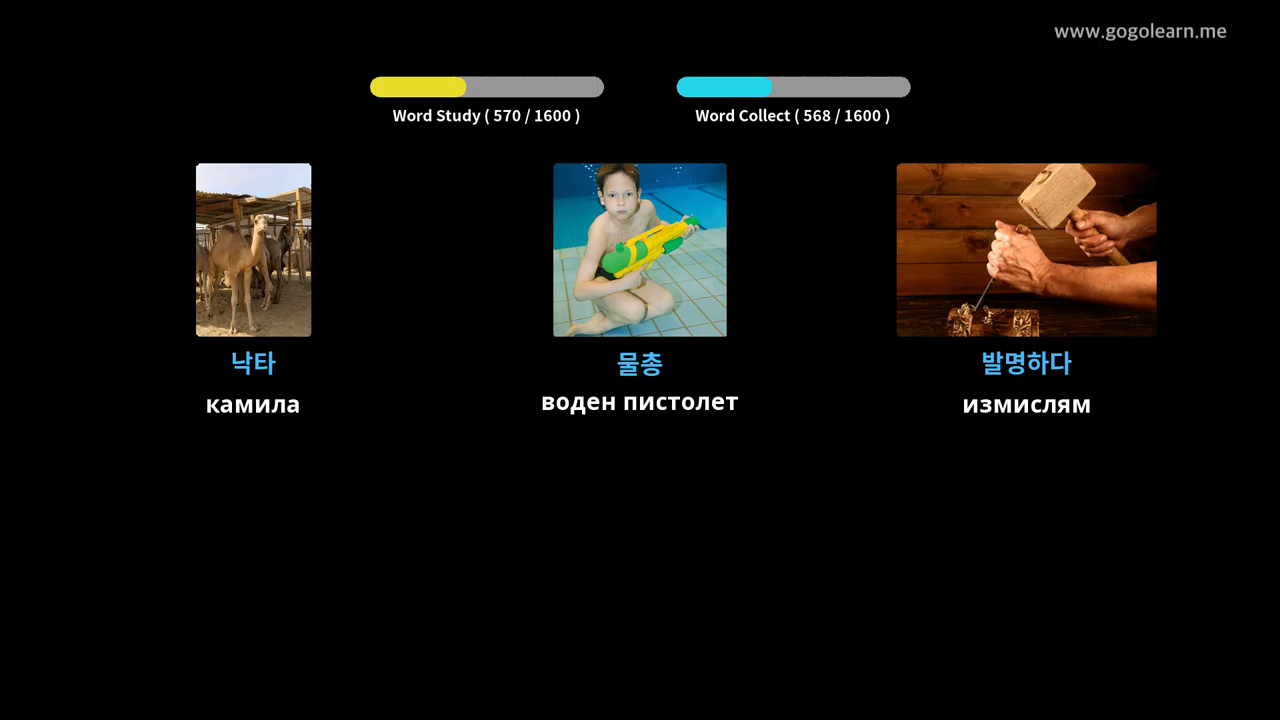 www.gogolearn.me
Word Study ( 570 / 1600 )
Word Collect ( 568 / 1600 )
낙타
물총
발명하다
камила
воден пистолет
измислям